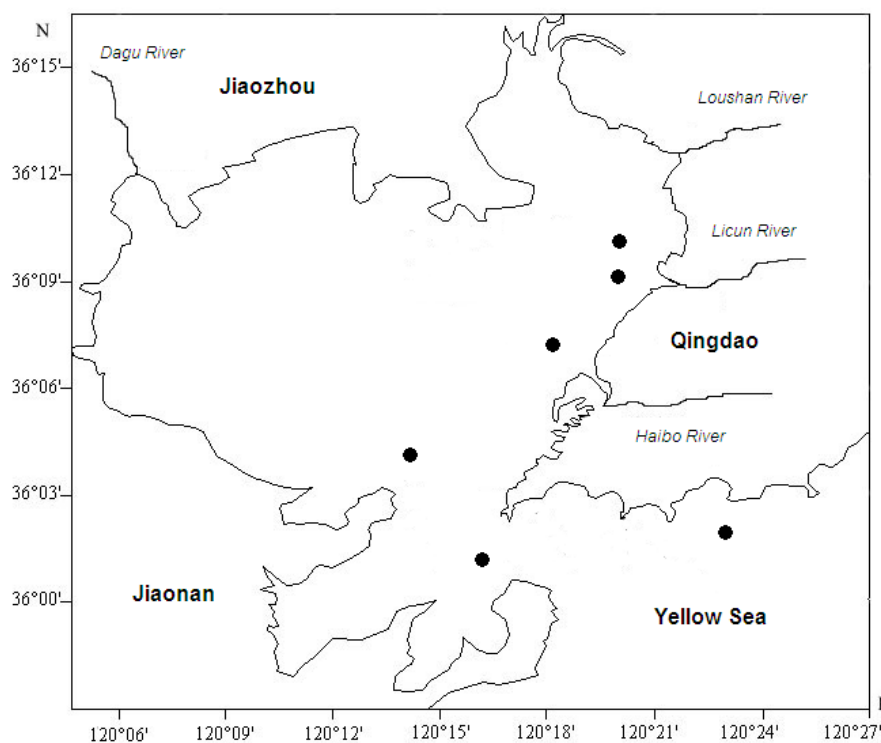 N
Dagu River
36°15'
Jiaozhou
Loushan River
36°12'
Licun River
36°09'
Qingdao
36°06'
Haibo River
36°03'
Jiaonan
36°00'
Yellow Sea
120°06'
120°09'
120°12'
120°15'
120°18'
120°21'
120°24'
120°27'